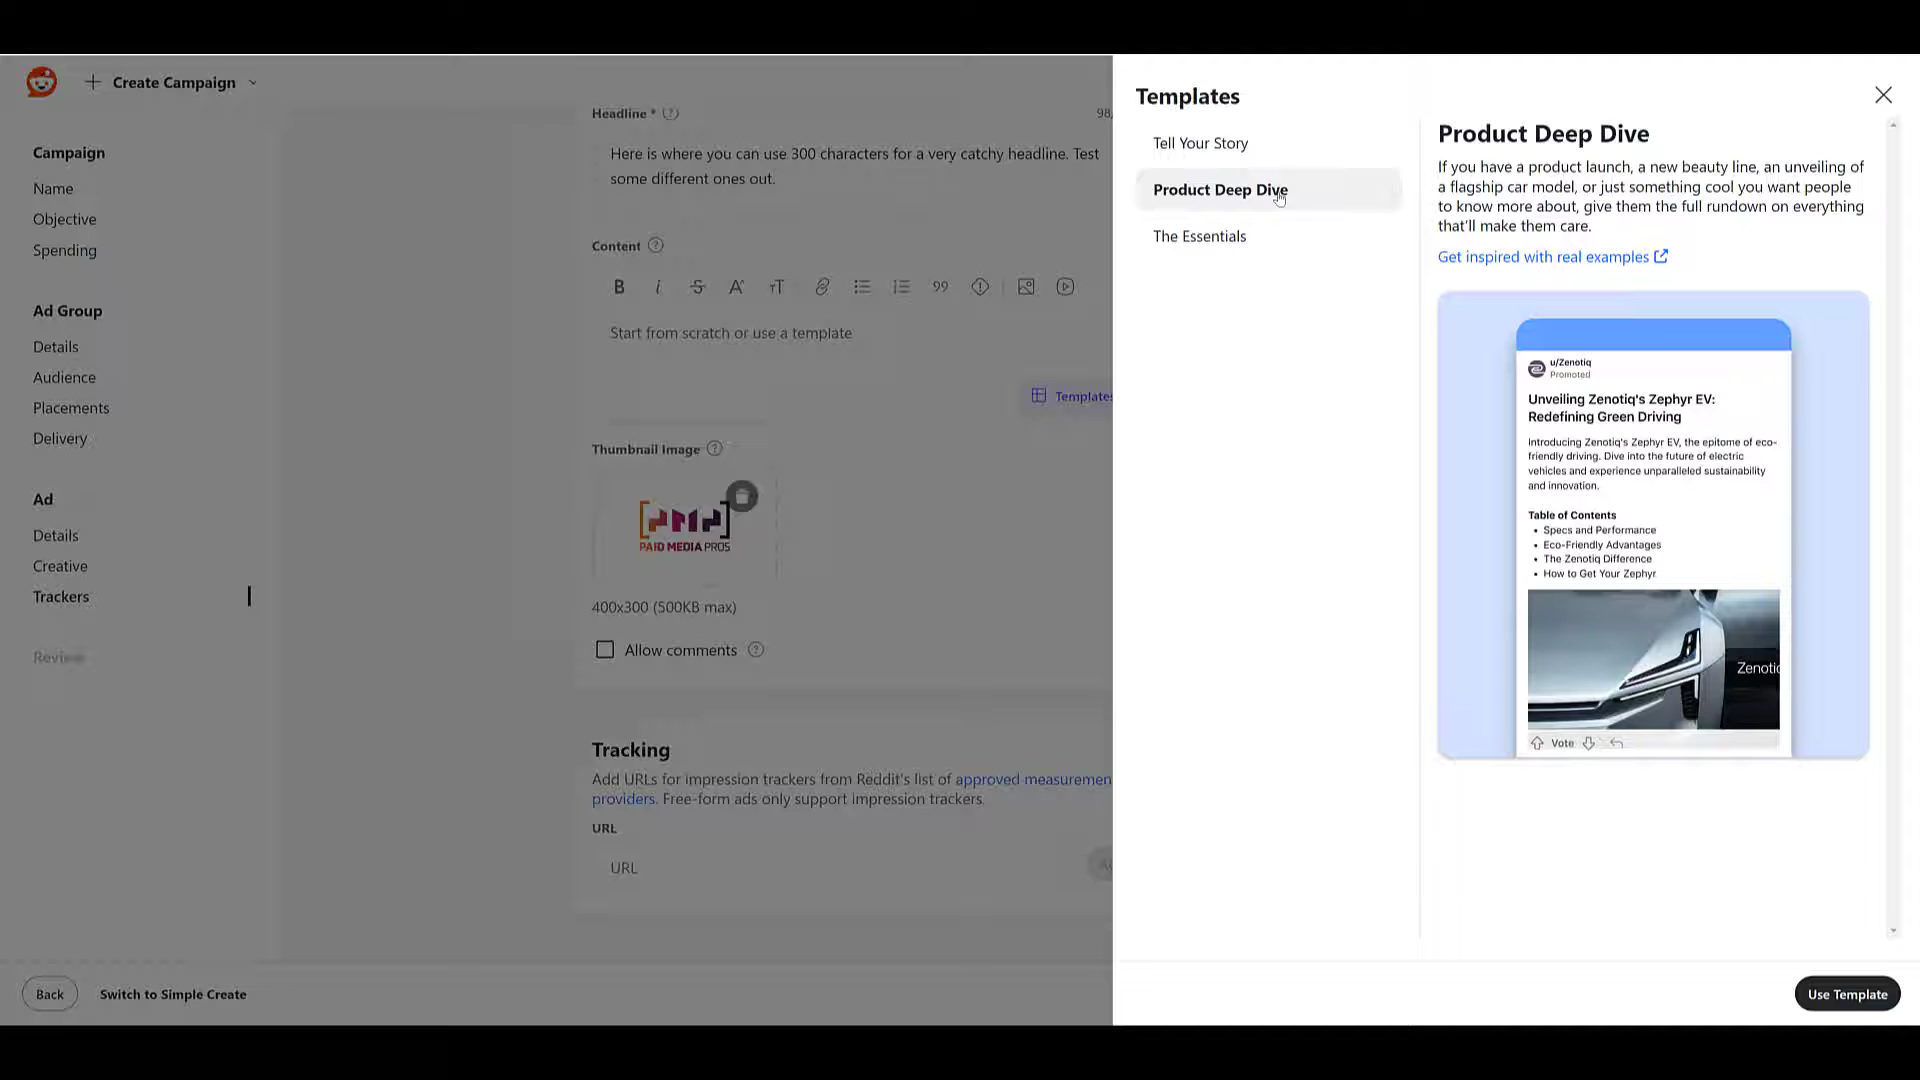 Create Campaign
Campaign
Name
Objective
Spending
Ad Group
Details
Audience
Placements
Delivery
Ad
Details
Creative
Trackers
Review
Back
Switch to Simple Create
Headline *
98/
Here is where you can use 300 characters for a very catchy headline. Test
some different ones out.
Content
Start from scratch or use a template
Templates
Thumbnail Image
PMP
PAID MEDIA PROS
400x300 (500KB max)
Allow comments
Tracking
Add URLs for impression trackers from Reddit's list of approved measuremen
providers. Free-form ads only support impression trackers.
URL
URL
Templates
Tell Your Story
Product Deep Dive
The Essentials
Product Deep Dive
If you have a product launch, a new beauty line, an unveiling of
a flagship car model, or just something cool you want people
to know more about, give them the full rundown on everything
that'll make them care.
Get inspired with real examples
u/Zenotiq
Promoted
Unveiling Zenotiq's Zephyr EV:
Redefining Green Driving
Introducing Zenotiq's Zephyr EV, the epitome of eco-
friendly driving. Dive into the future of electric
vehicles and experience unparalleled sustainability
and innovation.
Table of Contents
• Specs and Performance
• Eco-Friendly Advantages
• The Zenotiq Difference
• How to Get Your Zephyr
Zenotic
Vote
Use Template